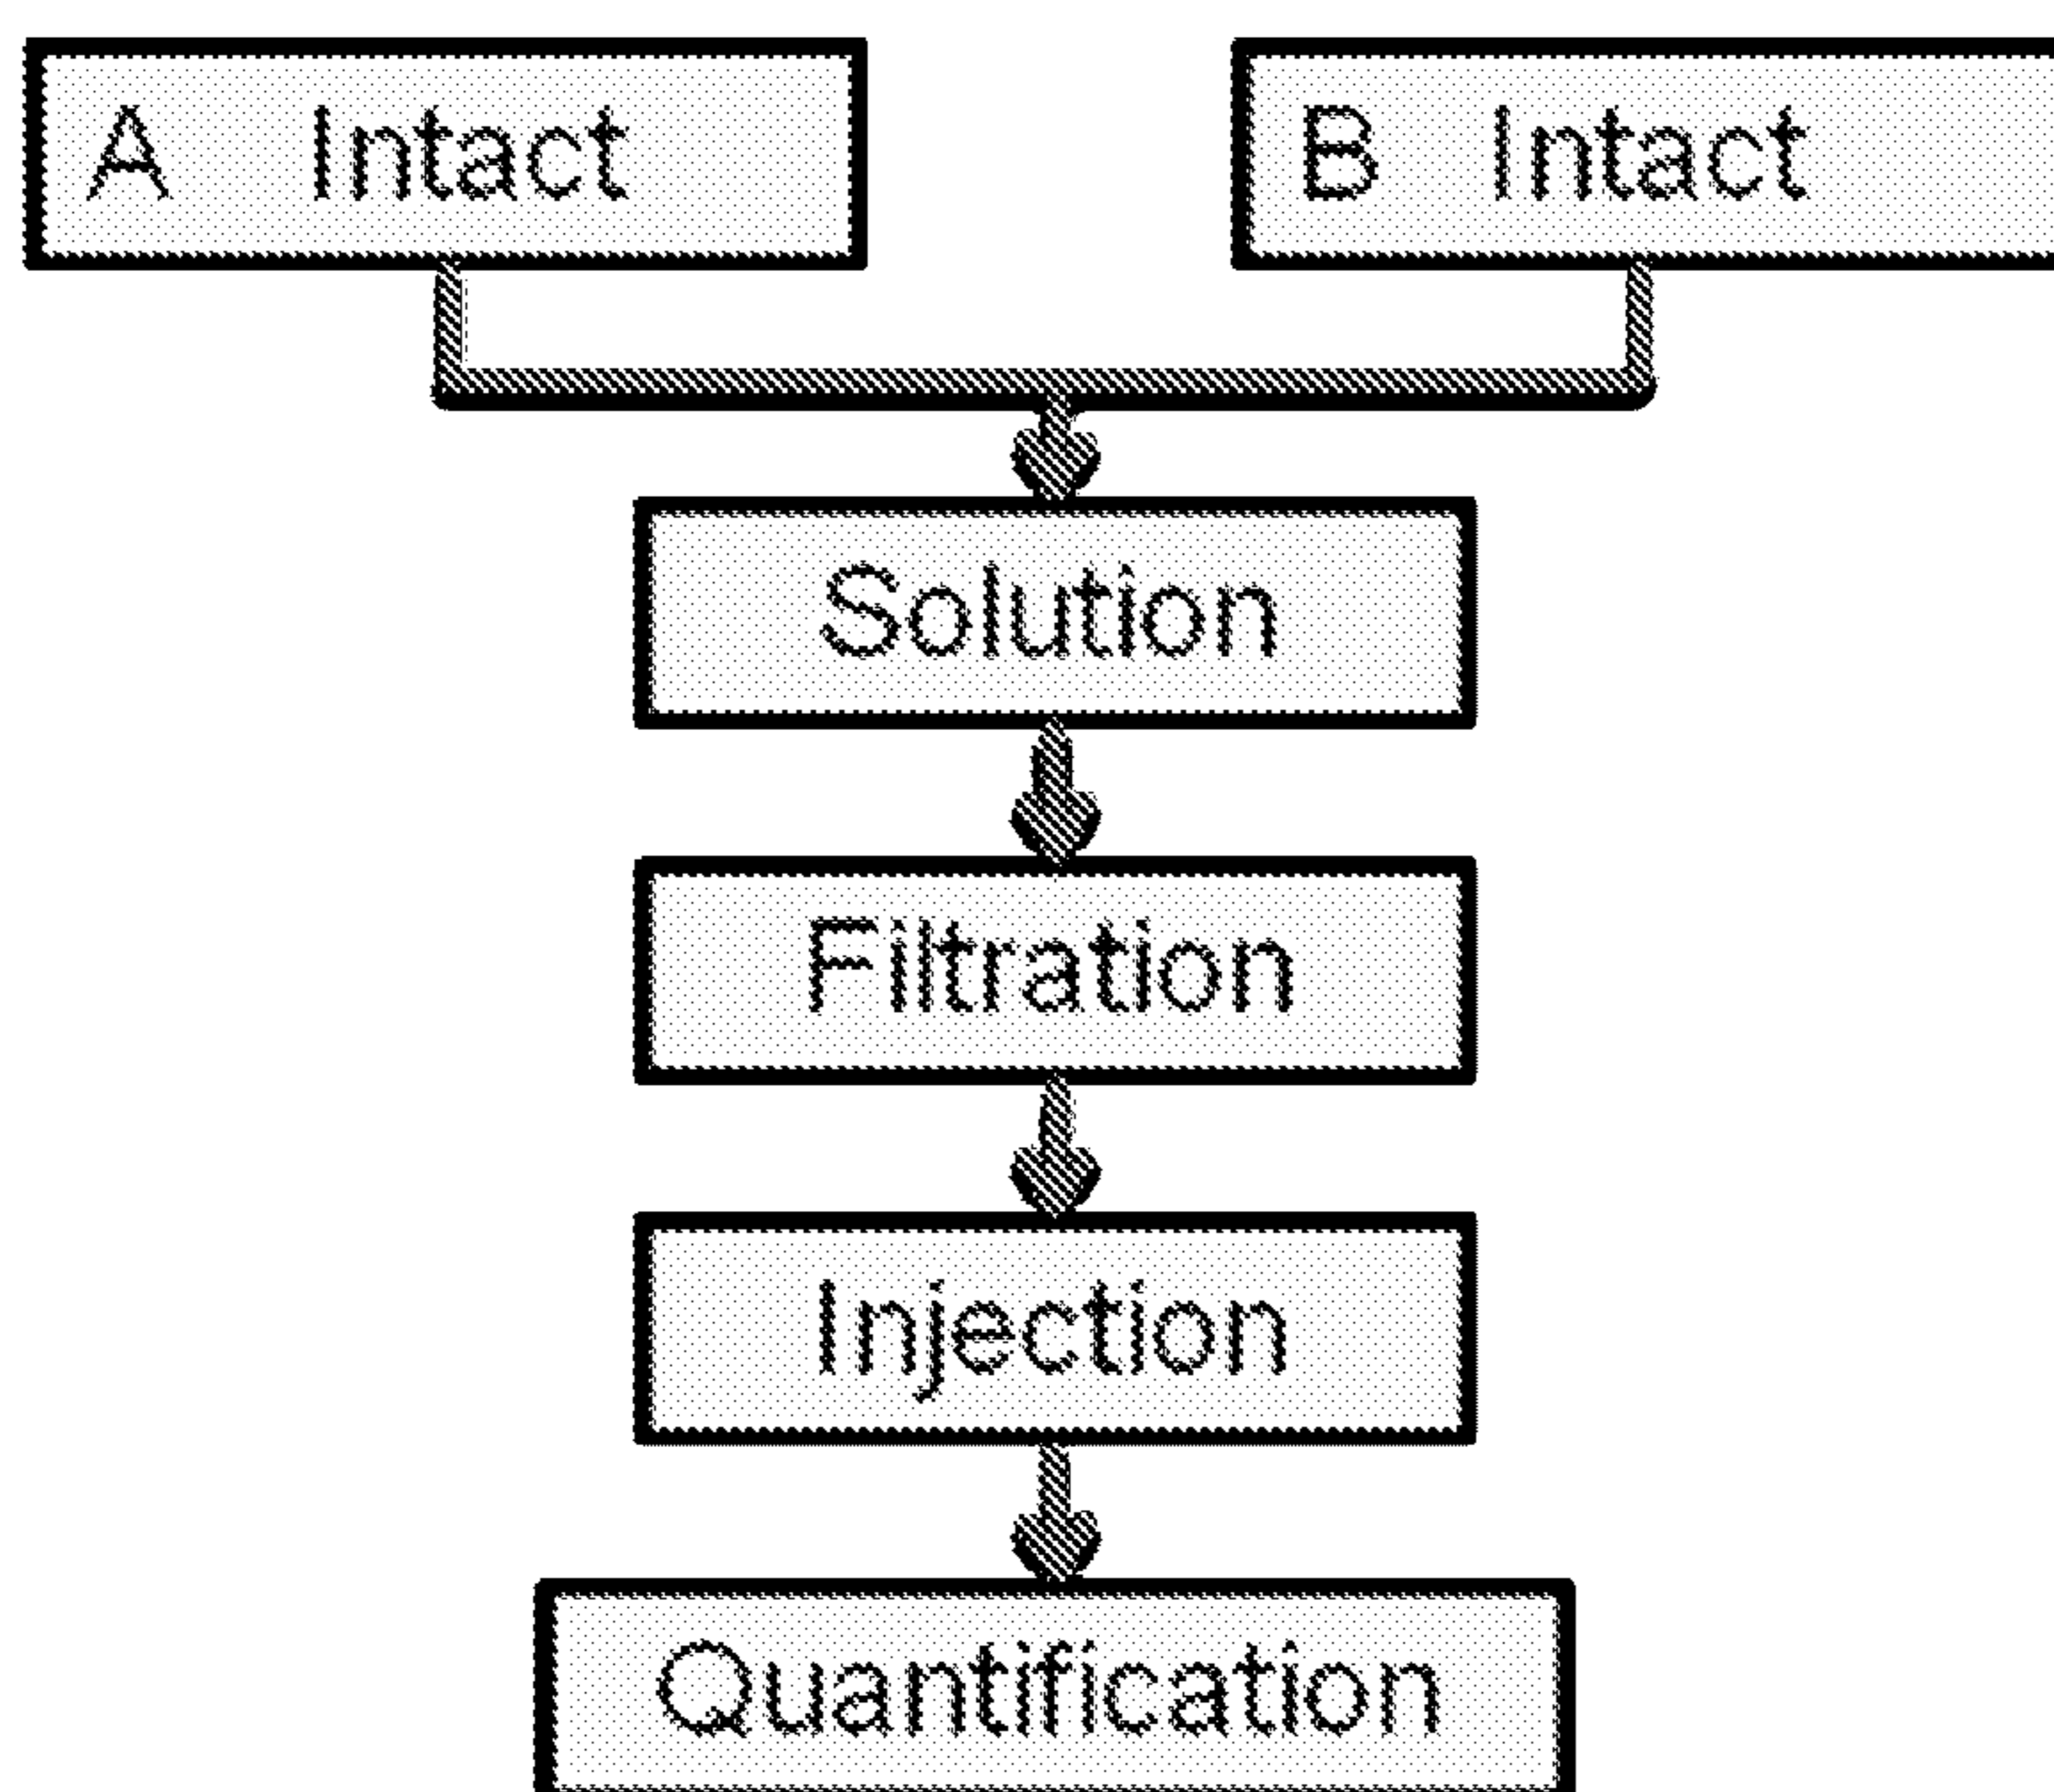 A Intact
B Intact
Solution
Filtration
Injection
Quantification